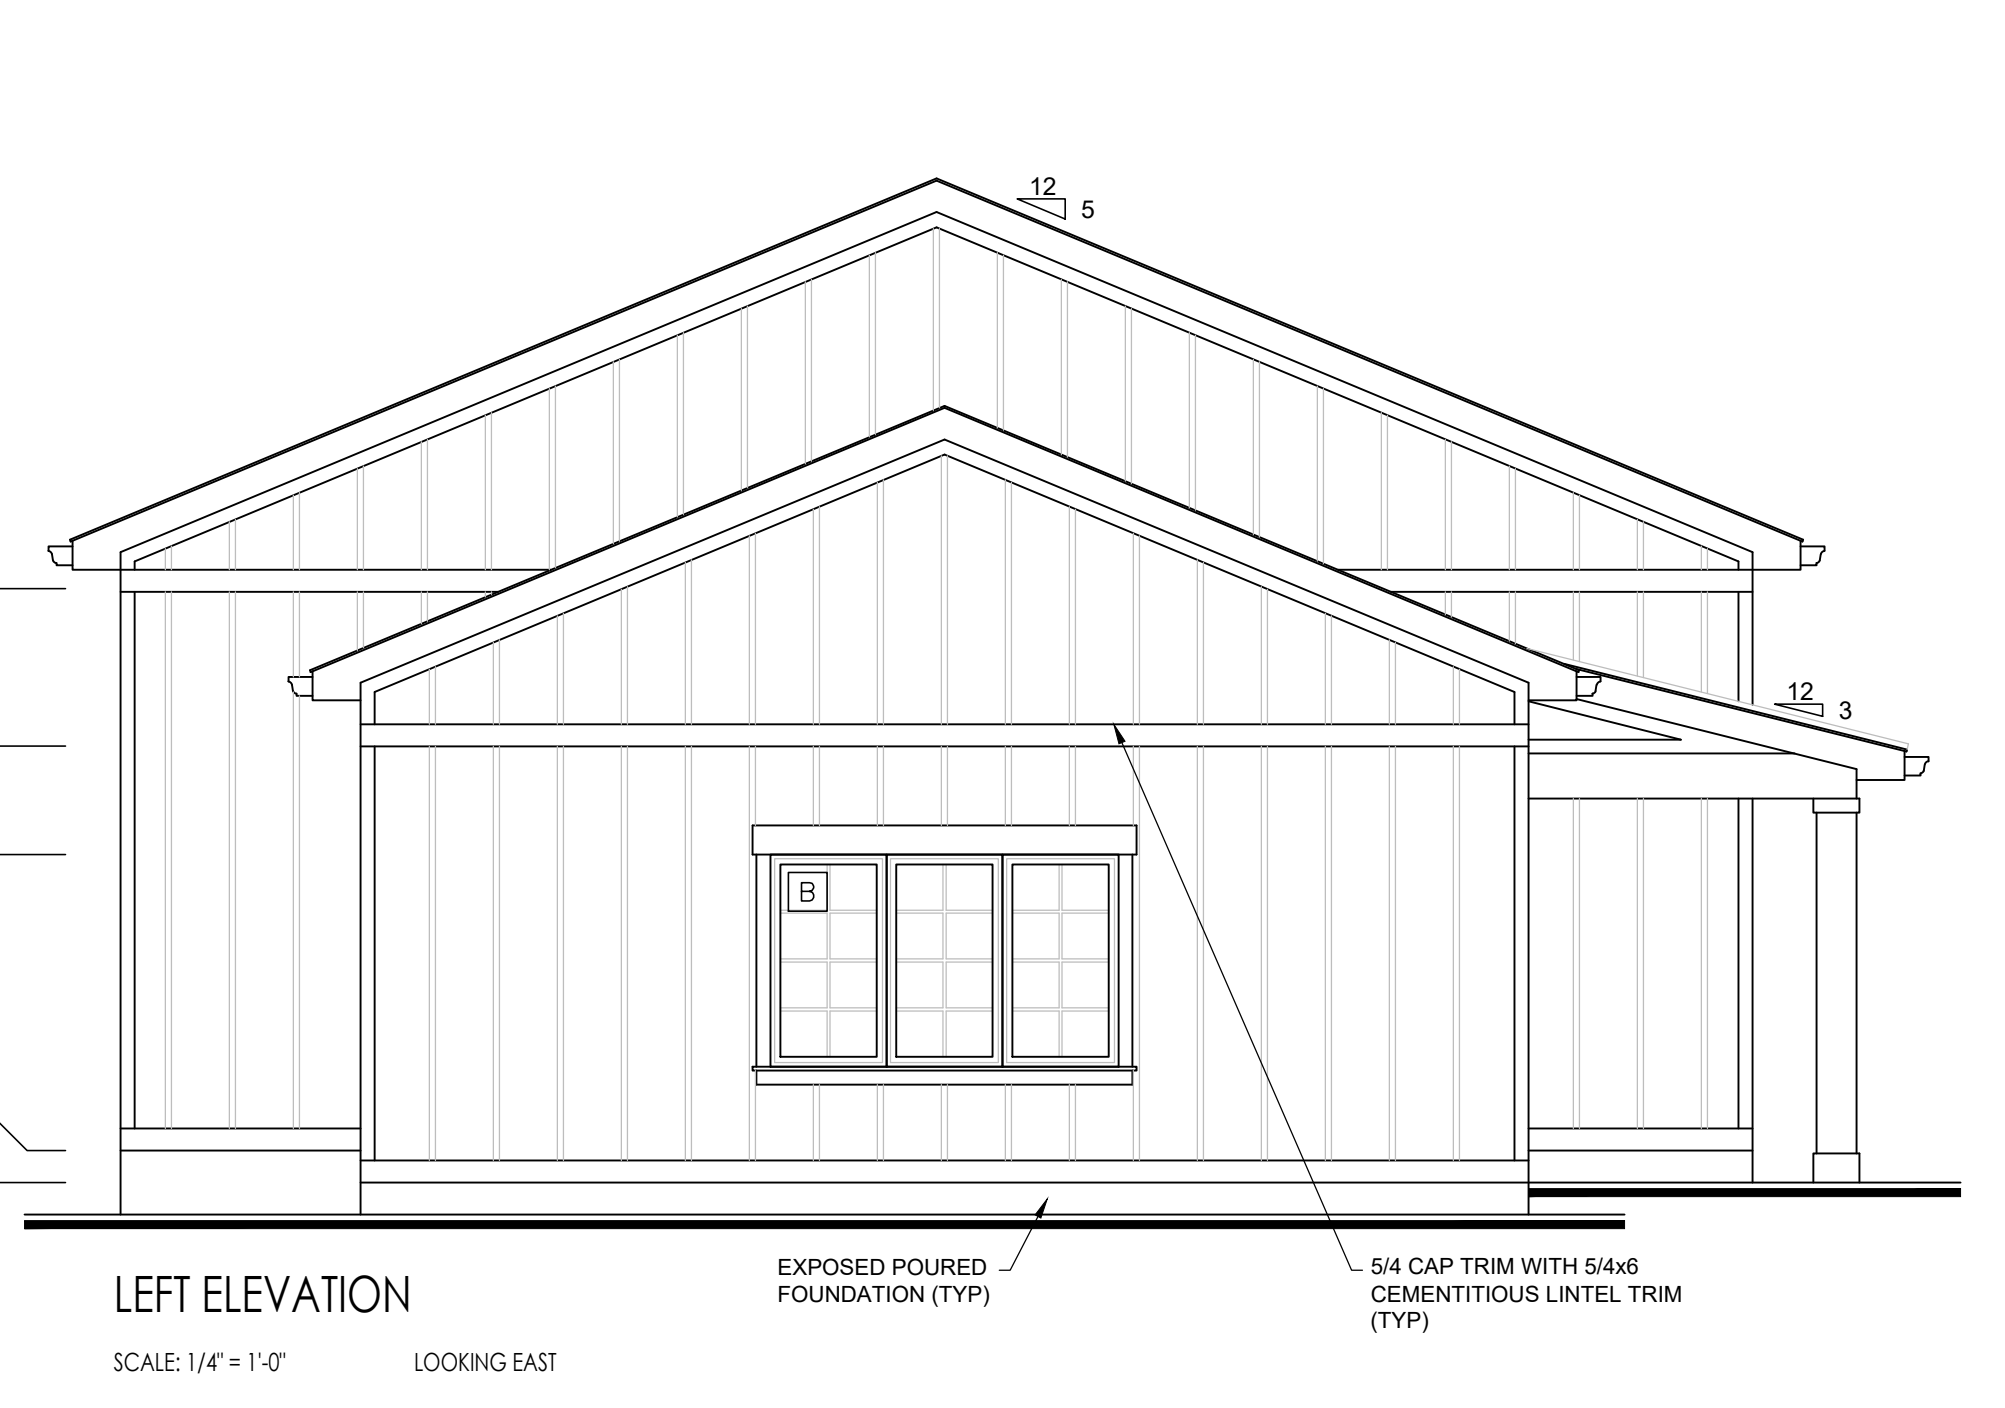 12
5
12
3
B
EXPOSED POURED
FOUNDATION (TYP)
5/4 CAP TRIM WITH 5/4x6
CEMENTITIOUS LINTEL TRIM
(TYP)
LEFT ELEVATION
SCALE: 1/4" = 1'-0"
LOOKING EAST